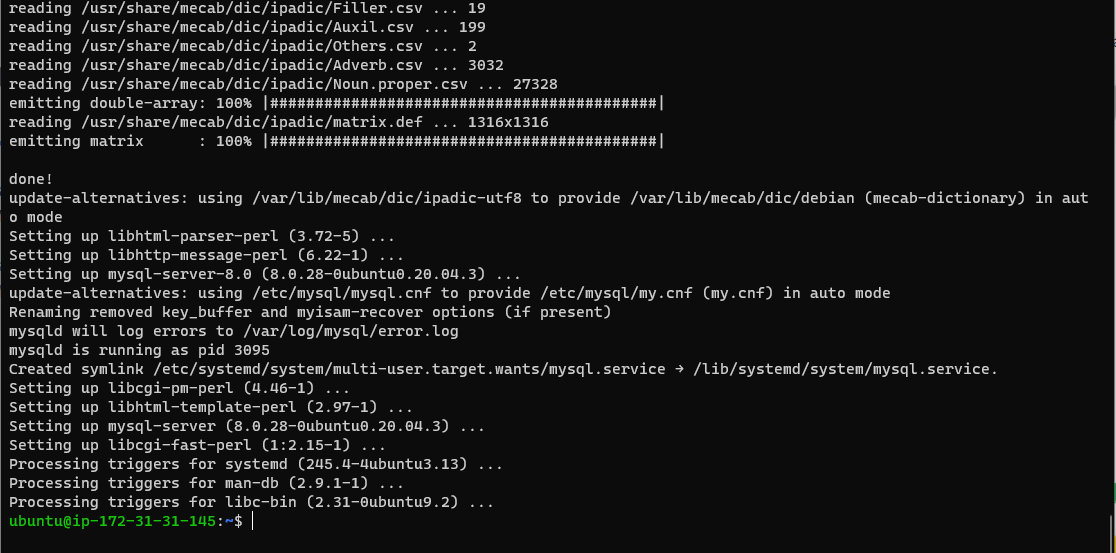 reading /usr/share/mecab/dic/ipadic/Filler.csv ... 19
reading /usr/share/mecab/dic/ipadic/Auxil.csv ... 199
reading /usr/share/mecab/dic/ipadic/Others.csv ... 2
reading /usr/share/mecab/dic/ipadic/Adverb.csv ... 3032
reading /usr/share/mecab/dic/ipadic/Noun.proper.csv ... 27328
emitting double-array: 100% |###########################################|
reading /usr/share/mecab/dic/ipadic/matrix.def ... 1316x1316
emitting matrix      : 100% |###########################################|
done!
update-alternatives: using /var/lib/mecab/dic/ipadic-utf8 to provide /var/lib/mecab/dic/debian (mecab-dictionary) in aut
o mode
Setting up libhtml-parser-perl (3.72-5) ...
Setting up libhttp-message-perl (6.22-1) ...
Setting up mysql-server-8.0 (8.0.28-0ubuntu0.20.04.3) ...
update-alternatives: using /etc/mysql/mysql.cnf to provide /etc/mysql/my.cnf (my.cnf) in auto mode
Renaming removed key_buffer and myisam-recover options (if present)
mysqld will log errors to /var/log/mysql/error.log
mysqld is running as pid 3095
Created symlink /etc/systemd/system/multi-user.target.wants/mysql.service → /lib/systemd/system/mysql.service.
Setting up libcgi-pm-perl (4.46-1) ...
Setting up libhtml-template-perl (2.97-1) ...
Setting up mysql-server (8.0.28-0ubuntu0.20.04.3) ...
Setting up libcgi-fast-perl (1:2.15-1) ...
Processing triggers for systemd (245.4-4ubuntu3.13) ...
Processing triggers for man-db (2.9.1-1) ...
Processing triggers for libc-bin (2.31-0ubuntu9.2) ...
ubuntu@ip-172-31-31-145:~$